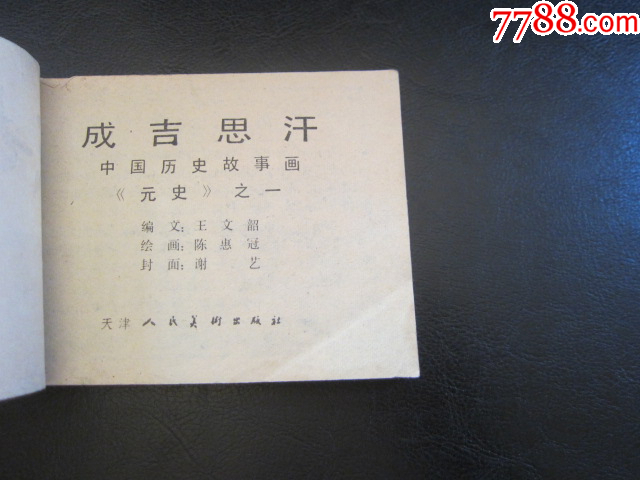 7788.com
成吉思汗
中国历史故事画
《元史》之一
编文:王文韶
绘画:陈惠冠
封面:谢艺
天津人民美術出版社